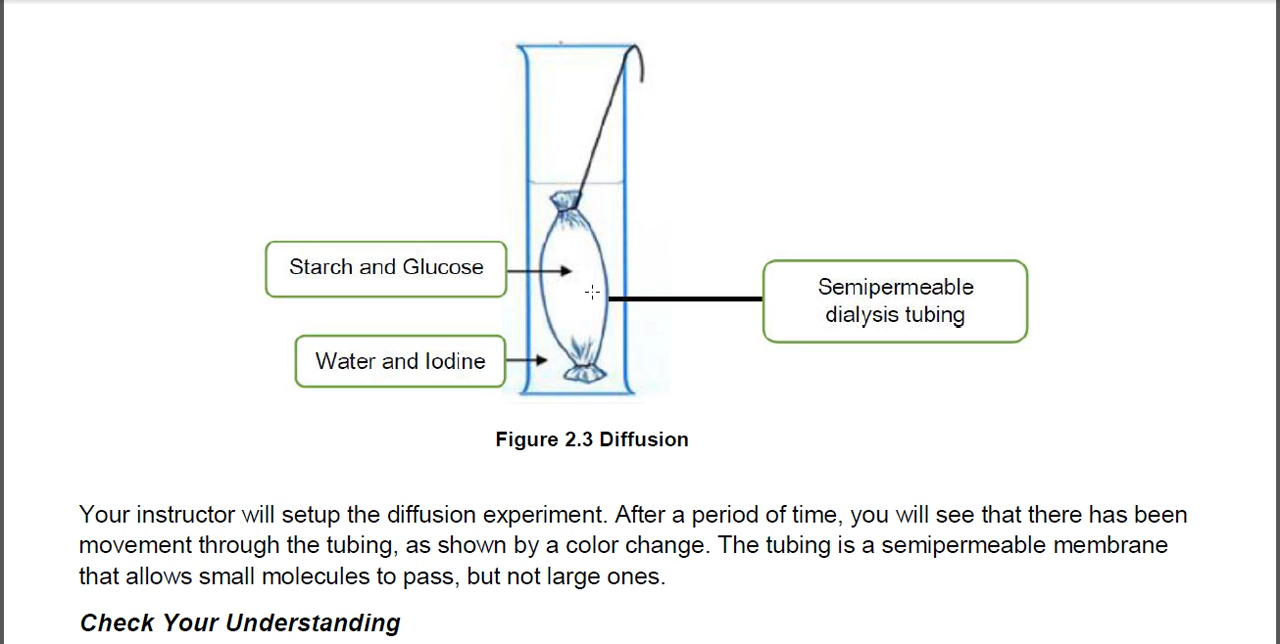 Starch and Glucose
Semipermeable
dialysis tubing
Water and Iodine
Figure 2.3 Diffusion
Your instructor will setup the diffusion experiment. After a period of time, you will see that there has been
movement through the tubing, as shown by a color change. The tubing is a semipermeable membrane
that allows small molecules to pass, but not large ones.
Check Your Understanding